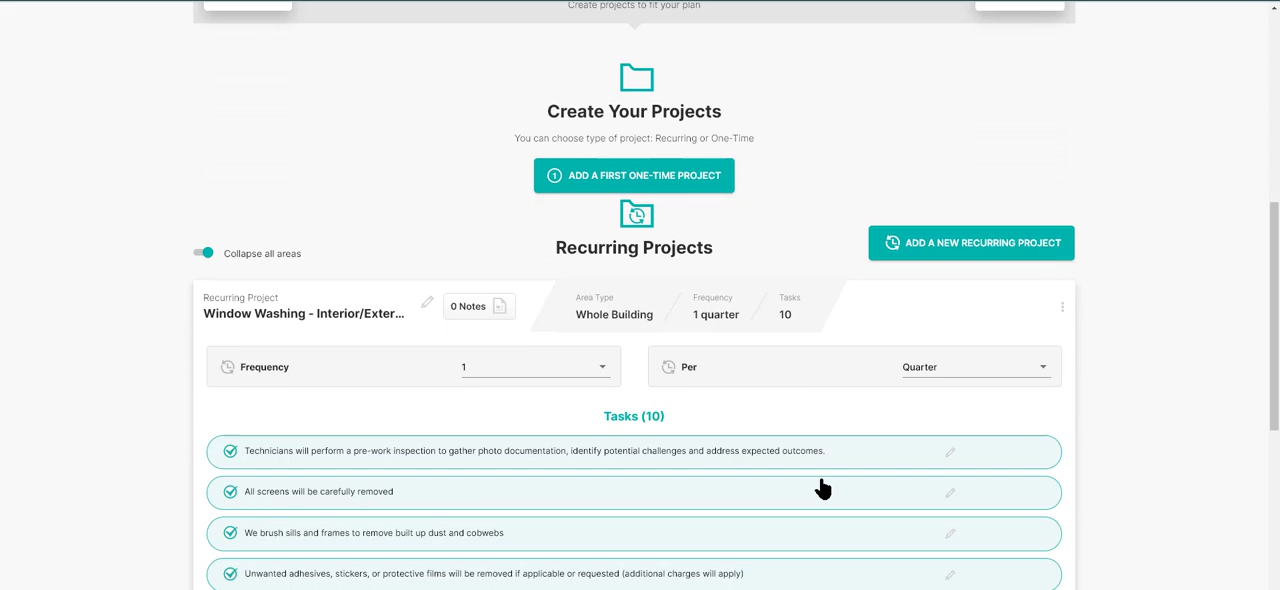 Create projects to fit your plan
Create Your Projects
You can choose type of project: Recurring or One-Time
1 ADD A FIRST ONE-TIME PROJECT
Collapse all areas
Recurring Projects
ADD A NEW RECURRING PROJECT
Recurring Project
Window Washing - Interior/Exter...
0 Notes
Area Type
Whole Building
Frequency
1 quarter
Tasks
10
Frequency
1
Per
Quarter
Tasks (10)
Technicians will perform a pre-work inspection to gather photo documentation, identify potential challenges and address expected outcomes.
All screens will be carefully removed
We brush sills and frames to remove built up dust and cobwebs
Unwanted adhesives, stickers, or protective films will be removed if applicable or requested (additional charges will apply)